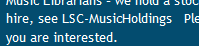 Music Librarians - we hold a stoc
hire, see LSC-MusicHoldings Ple
you are interested.